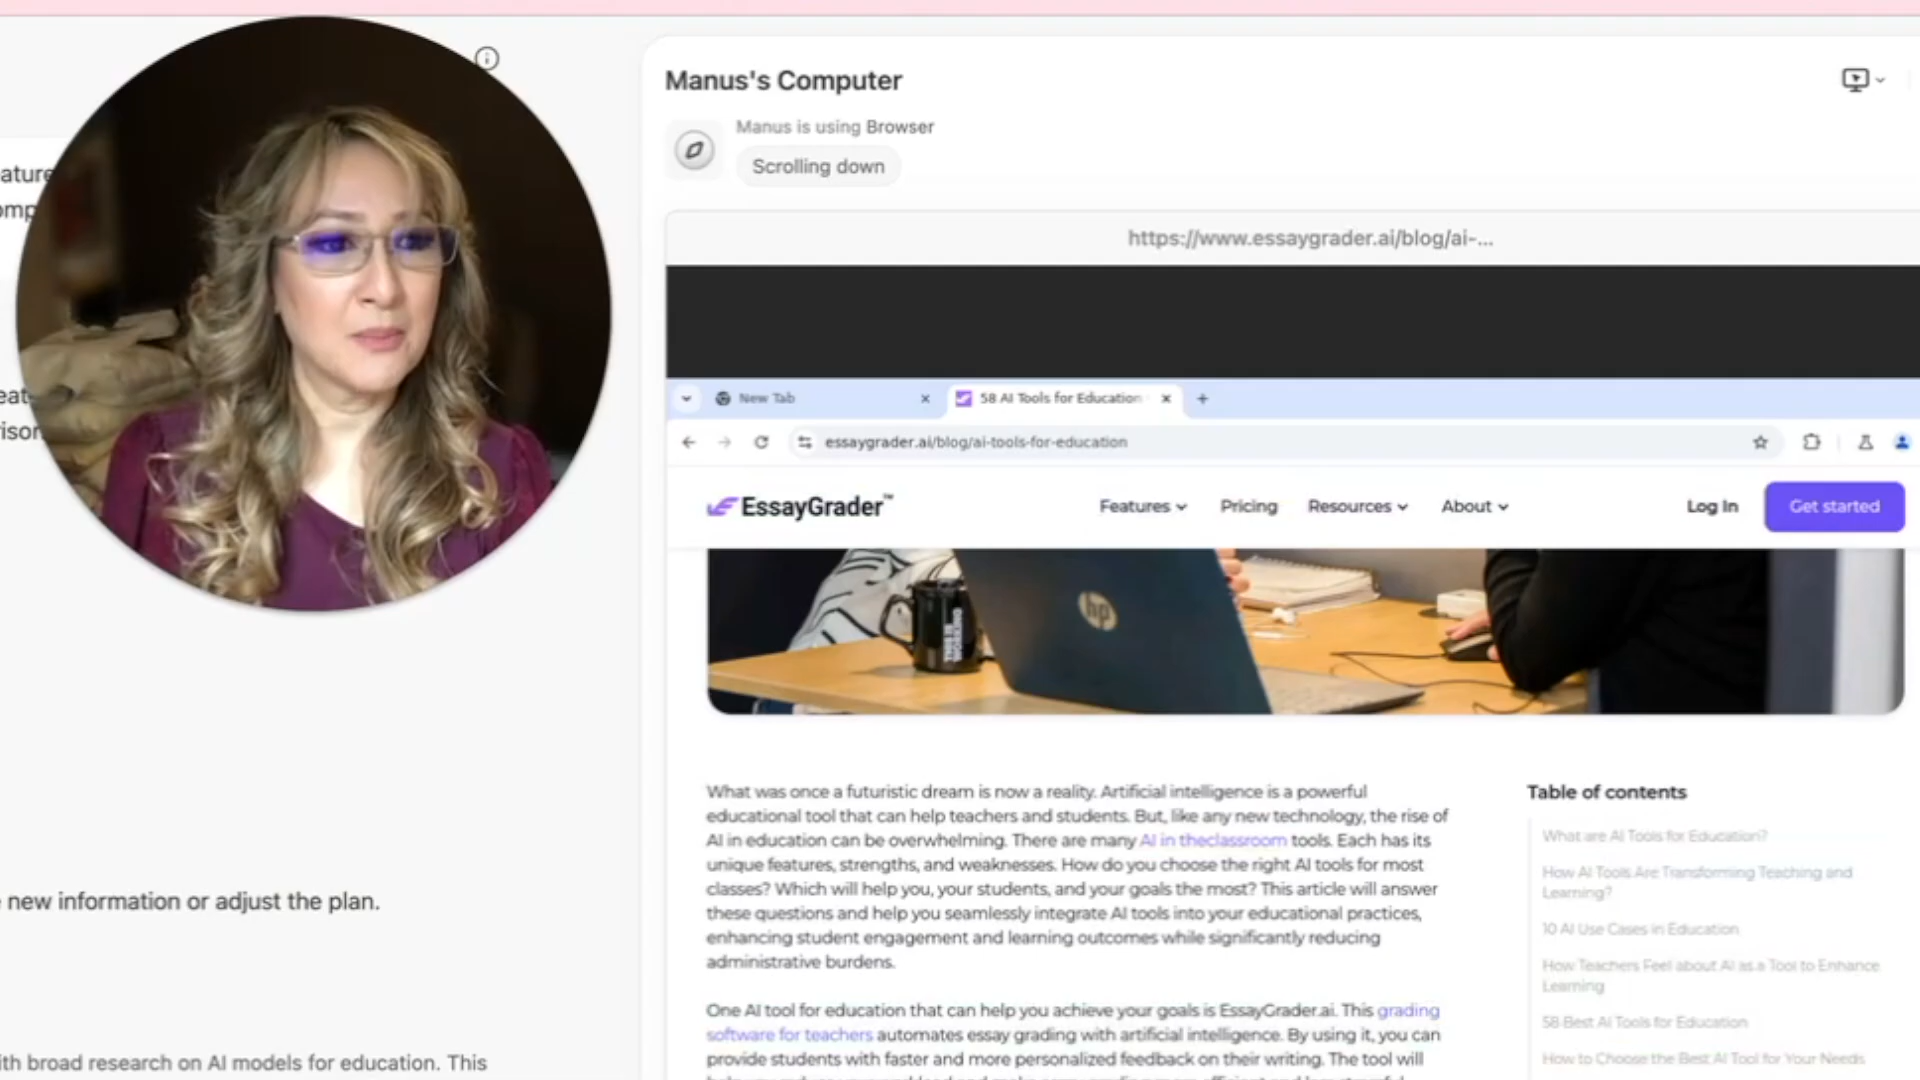 Manus's Computer
Manus is using Browser
Scrolling down
https://www.essaygrader.ai/blog/ai-...
New Tab
58 AI Tools for Education
essaygrader.ai/blog/ai-tools-for-education
EssayGrader™
Features
Pricing
Resources
About
Log In
Get started
hp
What was once a futuristic dream is now a reality. Artificial intelligence is a powerful
educational tool that can help teachers and students. But, like any new technology, the rise of
AI in education can be overwhelming. There are many AI in theclassroom tools. Each has its
unique features, strengths, and weaknesses. How do you choose the right AI tools for most
classes? Which will help you, your students, and your goals the most? This article will answer
these questions and help you seamlessly integrate AI tools into your educational practices,
enhancing student engagement and learning outcomes while significantly reducing
administrative burdens.
One AI tool for education that can help you achieve your goals is EssayGrader.ai. This grading
software for teachers automates essay grading with artificial intelligence. By using it, you can
provide students with faster and more personalized feedback on their writing. The tool will
Table of contents
What are AI Tools for Education?
How AI Tools Are Transforming Teaching and
Learning?
10 AI Use Cases in Education
How Teachers Feel about AI as a Tool to Enhance
Learning
58 Best AI Tools for Education
How to Choose the Best AI Tool for Your Needs
new information or adjust the plan.
ith broad research on AI models for education. This